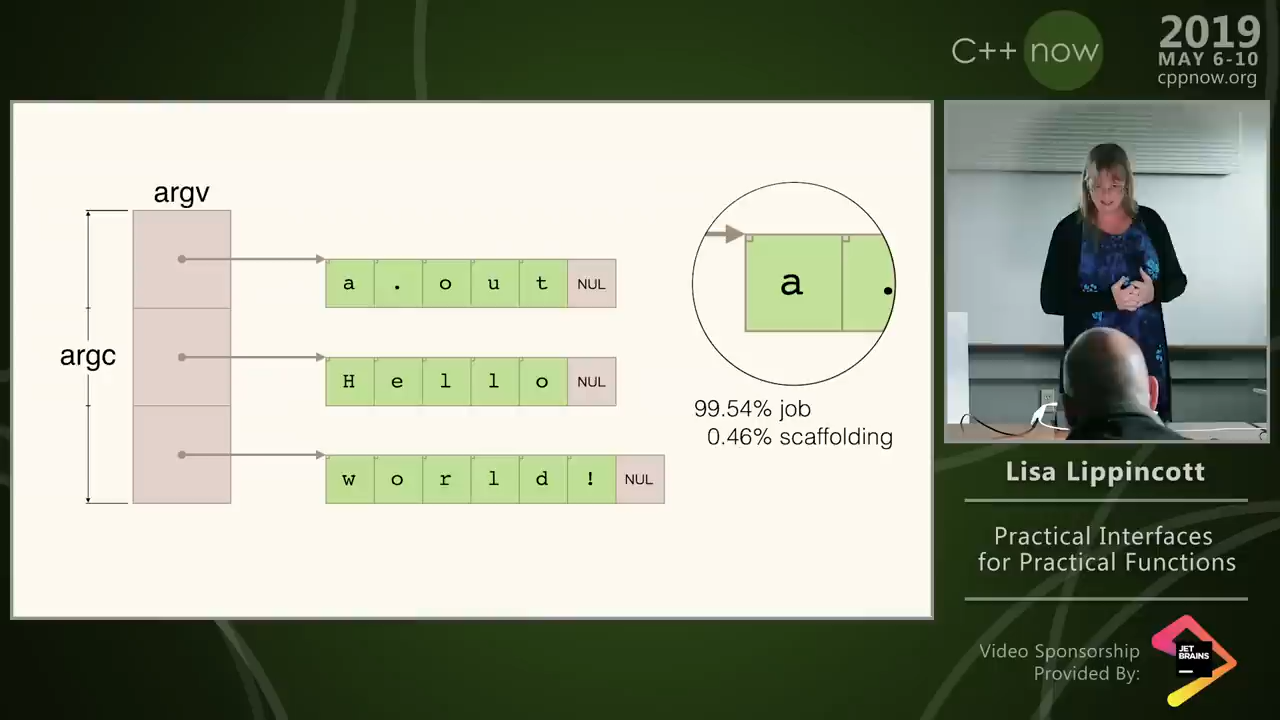 C++ now
2019
MAY 6-10
cppnow.org
argv
argc
a . o u t NUL
H e l l o NUL
w o r l d ! NUL
a .
99.54% job
0.46% scaffolding
Lisa Lippincott
Practical Interfaces
for Practical Functions
Video Sponsorship
Provided By:
JET
BRAINS